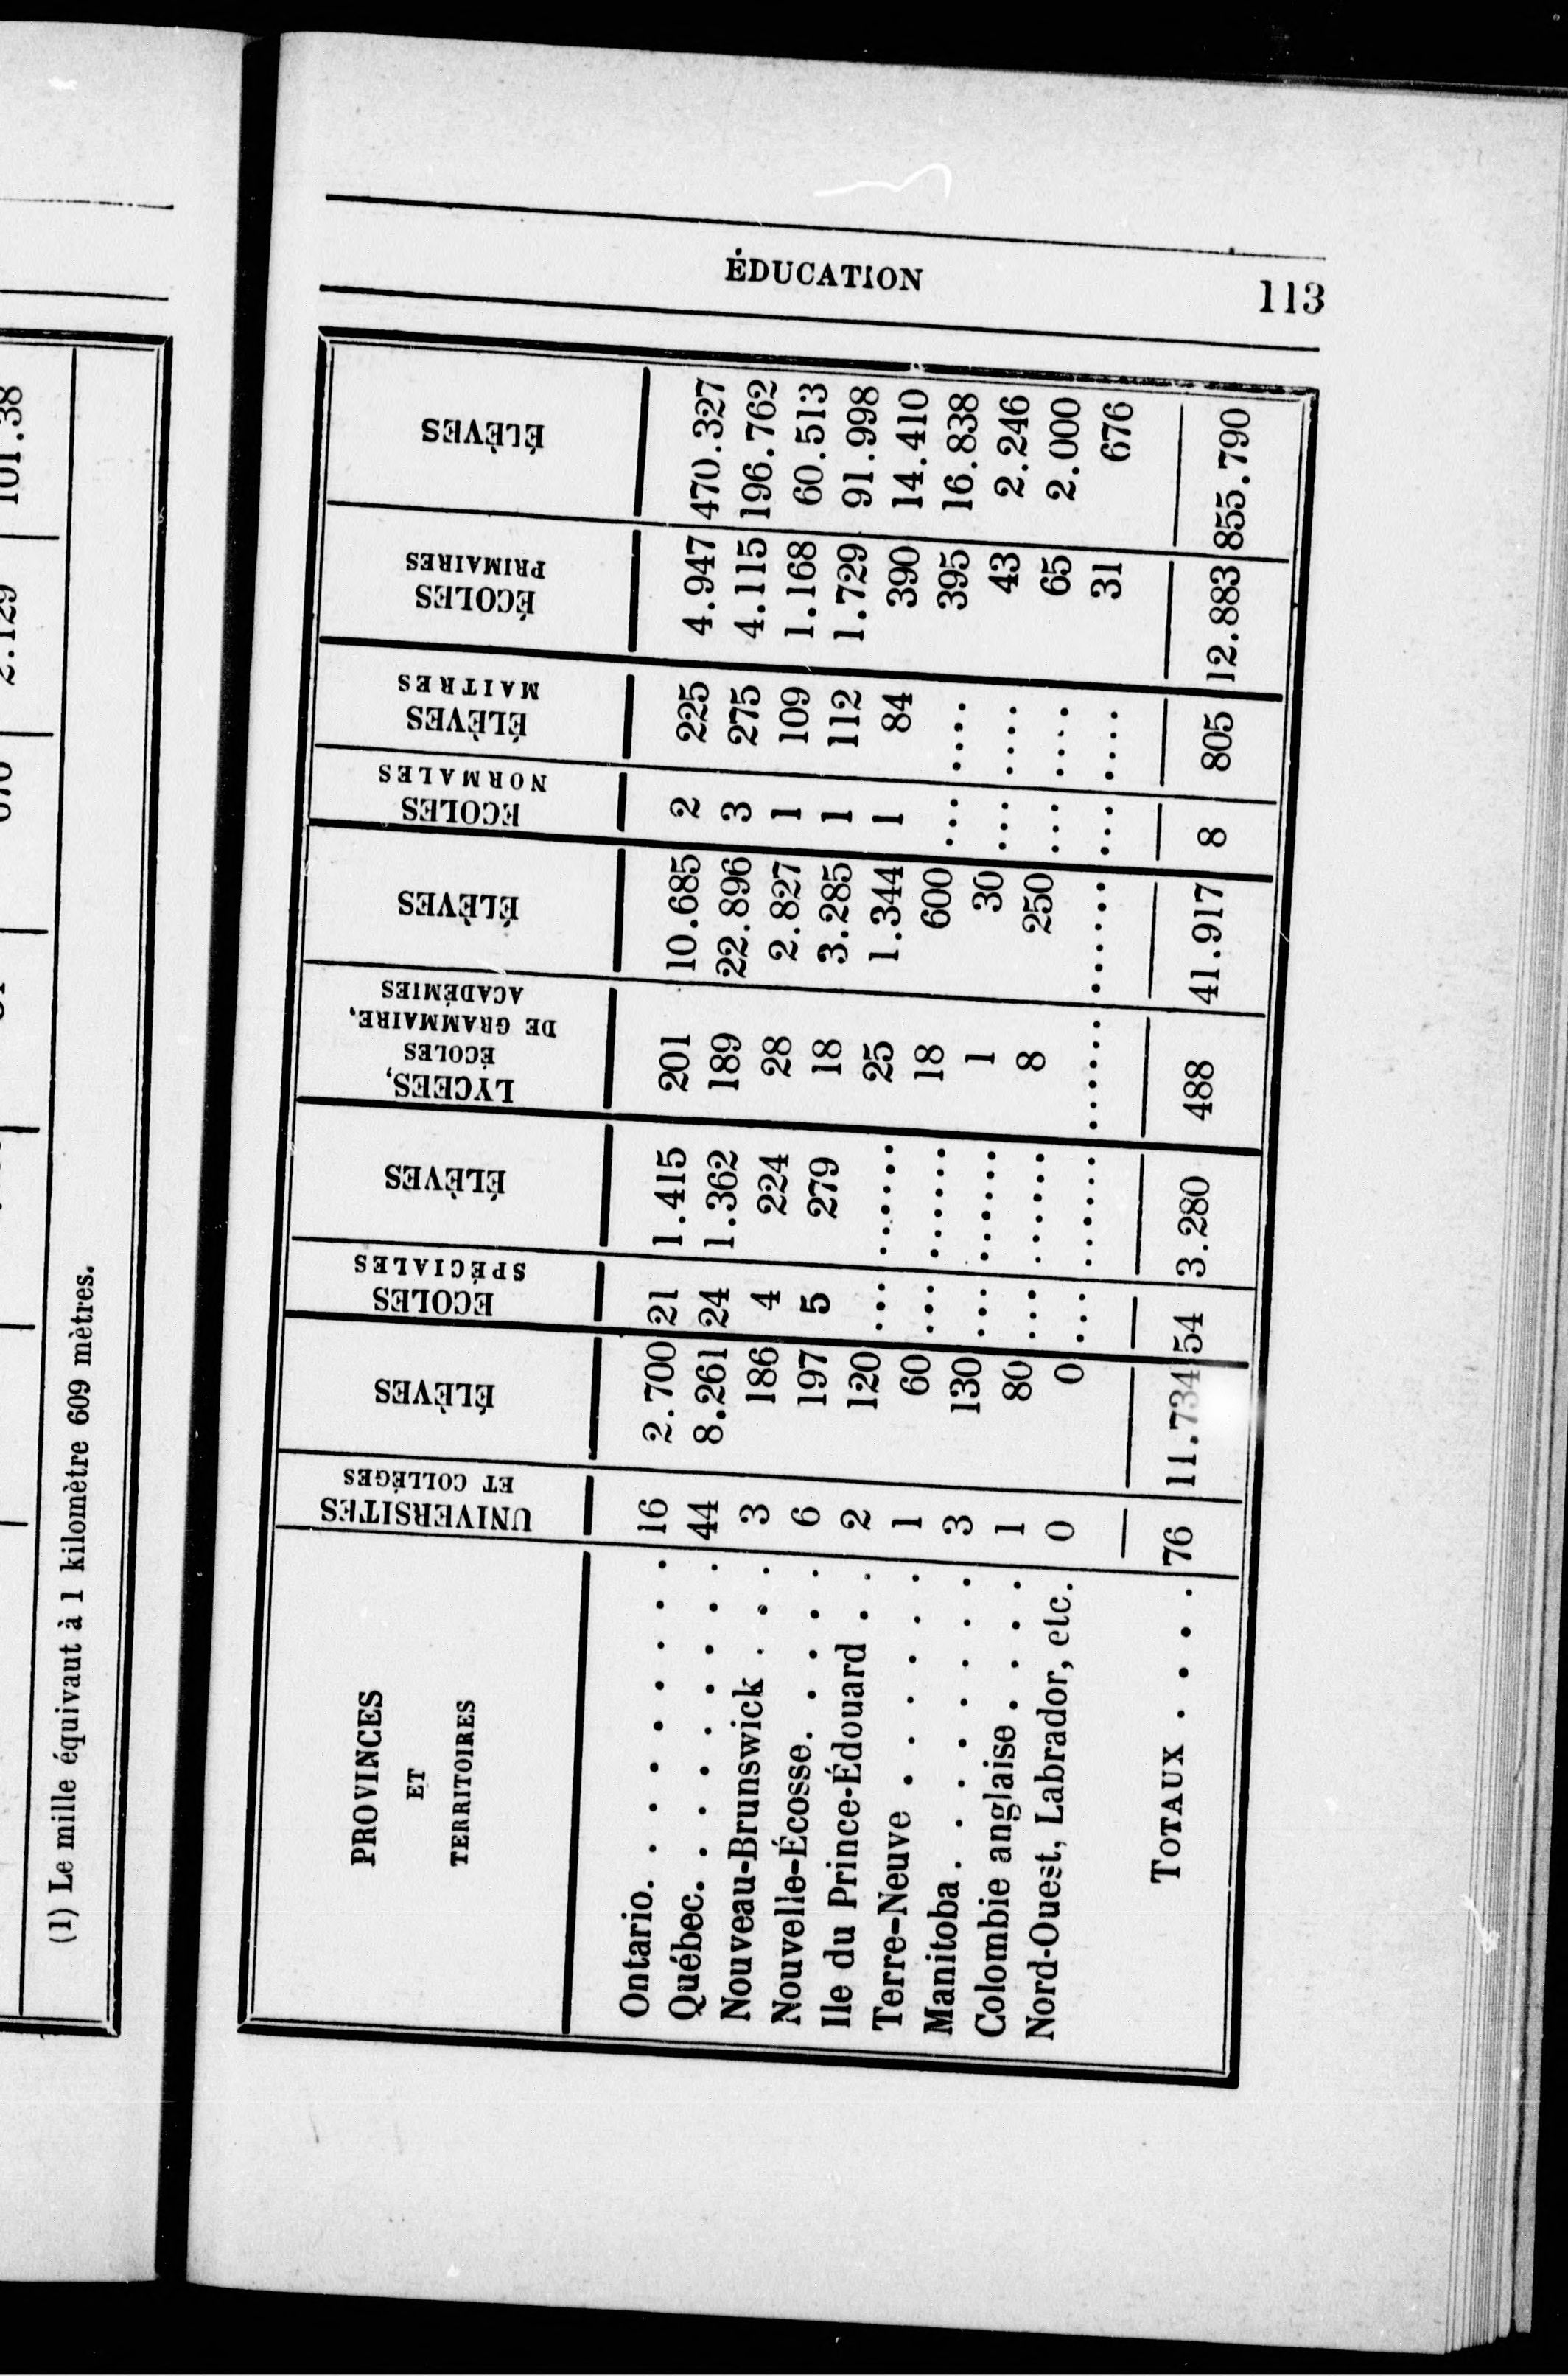 (1) Le mille équivaut à 1 kilomètre 609 mètres.
ÉDUCATION
113
PROVINCES ET TERRITOIRES | UNIVERSITÉS ET COLLÉGES | ÉLÈVES | ECOLES SPÉCIALES | ÉLÈVES | LYCEES, ÉCOLES DE GRAMMAIRE, ACADÉMIES | ÉLÈVES | ECOLES NORMALES | ÉLÈVES MAITRES | ÉCOLES PRIMAIRES | ÉLÈVES
Ontario. . . . . . . . 16 2.700 21 1.415 201 10.685 2 225 4.947 470.327
Québec. . . . . . . . 44 8.261 24 1.362 189 22.896 3 275 4.115 196.762
Nouveau-Brunswick . . . . 3 186 4 224 28 2.827 1 109 1.168 60.513
Nouvelle-Écosse. . . . . 6 197 5 279 18 3.285 1 112 1.729 91.998
Ile du Prince-Édouard . . 2 120 ... ...... 25 1.344 1 84 390 14.410
Terre-Neuve . . . . . . 1 60 ... ...... 18 600 ... .... 395 16.838
Manitoba . . . . . . . 3 130 ... ...... 1 30 ... .... 43 2.246
Colombie anglaise . . . . 1 80 ... ...... 8 250 ... .... 65 2.000
Nord-Ouest, Labrador, etc. 0 0 ... ...... ...... ...... ... .... 31 676
TOTAUX . . . . 76 11.734 54 3.280 488 41.917 8 805 12.883 855.790